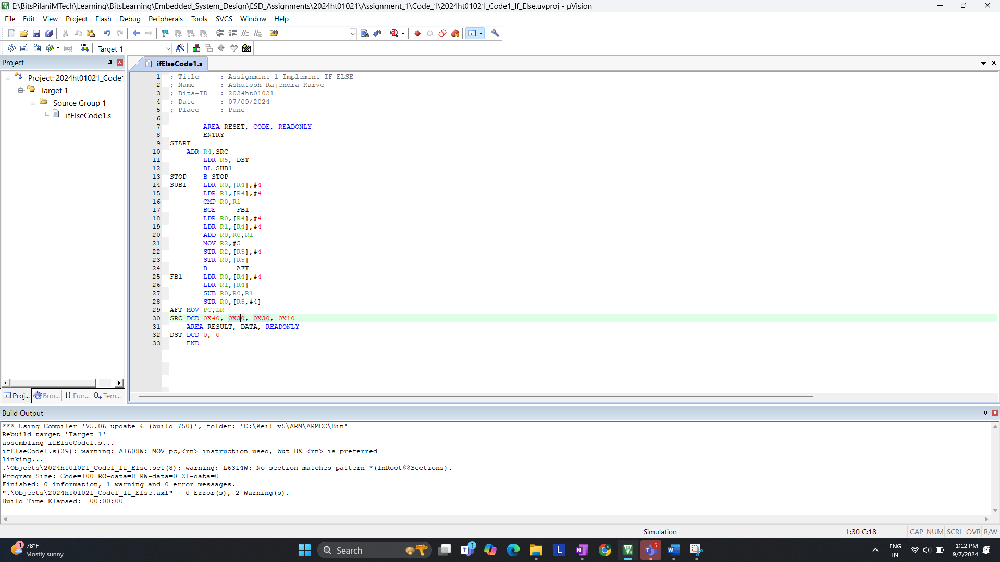 E:\BitsPilaniMTech\Learning\BitsLearning\Embedded_System_Design\ESD_Assignments\2024ht01021\Assignment_1\Code_1\2024ht01021_Code1_If_Else.uvproj - µVision
File Edit View Project Flash Debug Peripherals Tools SVCS Window Help
LOAD Target 1
Project
ifElseCode1.s
Project: 2024ht01021_Code1
Target 1
Source Group 1
ifElseCode1.s
1 ; Title : Assignment 1 Implement IF-ELSE
2 ; Name : Ashutosh Rajendra Karve
3 ; Bits-ID : 2024ht01021
4 ; Date : 07/09/2024
5 ; Place : Pune
6
7 AREA RESET, CODE, READONLY
8 ENTRY
9 START
10 ADR R4,SRC
11 LDR R5,=DST
12 BL SUB1
13 STOP B STOP
14 SUB1 LDR R0,[R4],#4
15 LDR R1,[R4],#4
16 CMP R0,R1
17 BGE FB1
18 LDR R0,[R4],#4
19 LDR R1,[R4],#4
20 ADD R0,R0,R1
21 MOV R2,#5
22 STR R2,[R5],#4
23 STR R0,[R5]
24 B AFT
25 FB1 LDR R0,[R4],#4
26 LDR R1,[R4]
27 SUB R0,R0,R1
28 STR R0,[R5,#4]
29 AFT MOV PC,LR
30 SRC DCD 0X40, 0X30, 0X30, 0X10
31 AREA RESULT, DATA, READONLY
32 DST DCD 0, 0
33 END
Proj... Boo... {} Fun... 0 Tem...
Build Output
*** Using Compiler 'V5.06 update 6 (build 750)', folder: 'C:\Keil_v5\ARM\ARMCC\Bin'
Rebuild target 'Target 1'
assembling ifElseCode1.s...
ifElseCode1.s(29): warning: A1608W: MOV pc,<rn> instruction used, but BX <rn> is preferred
linking...
.\Objects\2024ht01021_Code1_If_Else.sct(8): warning: L6314W: No section matches pattern *(InRoot$$Sections).
Program Size: Code=100 RO-data=8 RW-data=0 ZI-data=0
Finished: 0 information, 1 warning and 0 error messages.
".\Objects\2024ht01021_Code1_If_Else.axf" - 0 Error(s), 2 Warning(s).
Build Time Elapsed: 00:00:00
Simulation L:30 C:18 CAP NUM SCRL OVR R/W
1 78°F
Mostly sunny
Search
1
L
5
ENG
IN
1:12 PM
9/7/2024